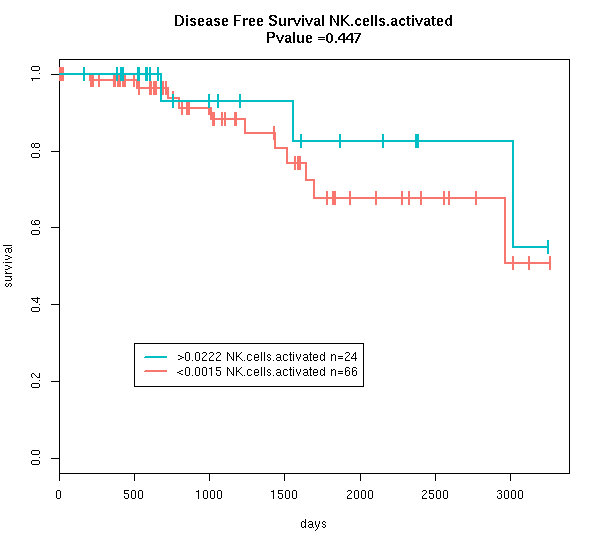 Disease Free Survival NK.cells.activated
Pvalue =0.447
survival
1.0
0.8
0.6
0.4
0.2
0.0
>0.0222 NK.cells.activated n=24
<0.0015 NK.cells.activated n=66
0 500 1000 1500 2000 2500 3000
days